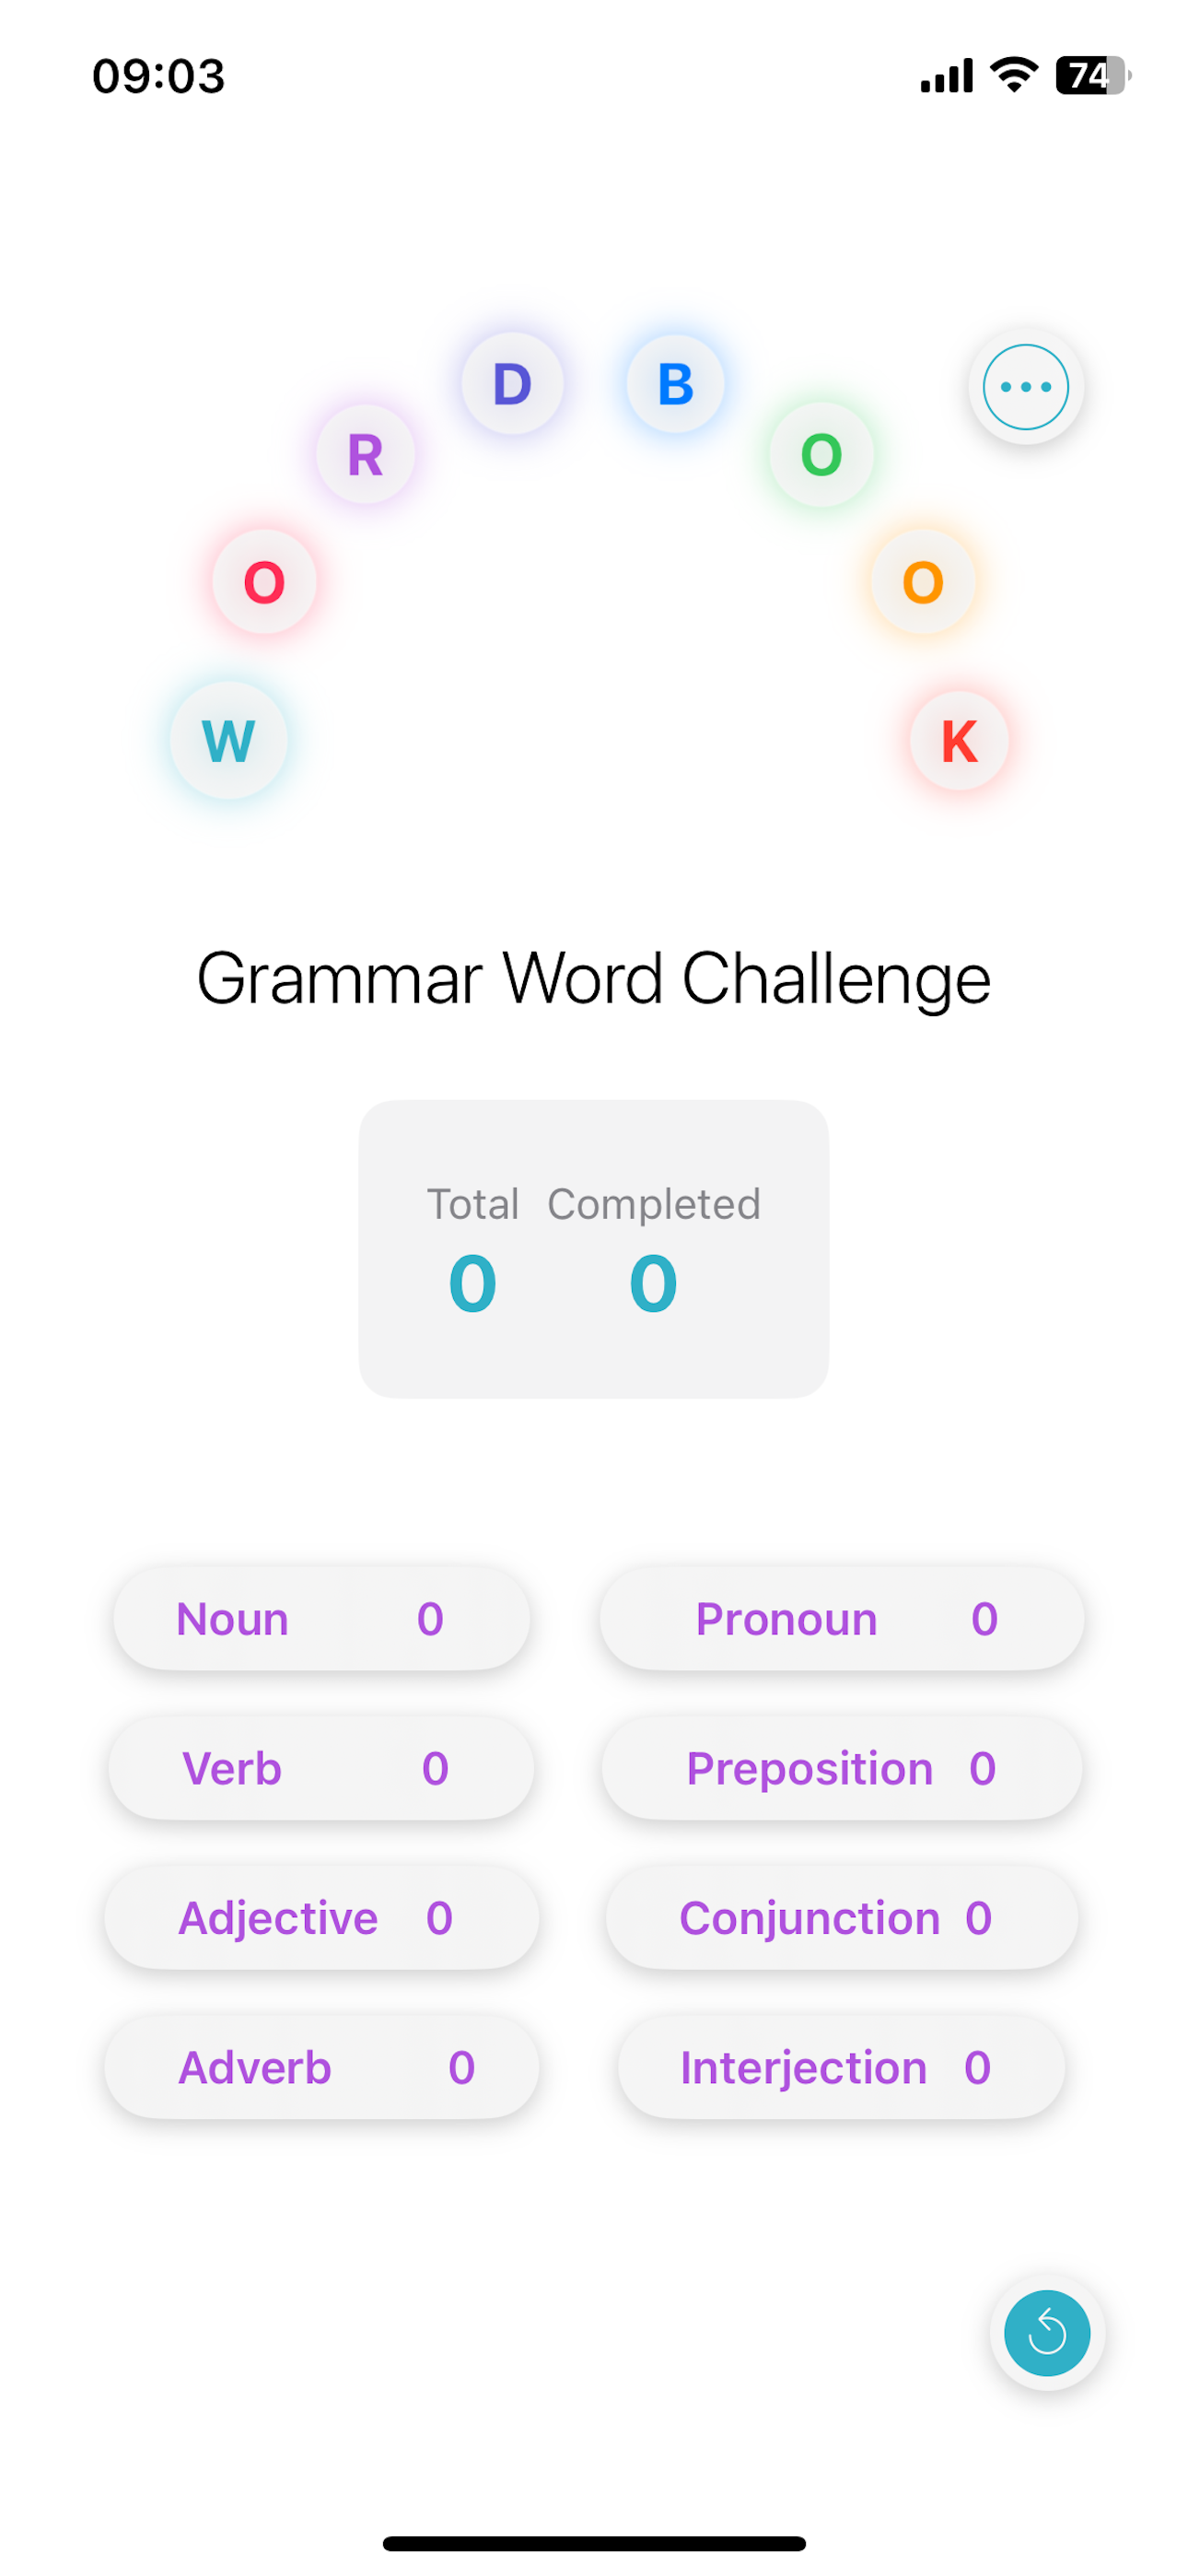 09:03 74
WORDBOOK
Grammar Word Challenge
Total Completed
0 0
Noun 0 Pronoun 0
Verb 0 Preposition 0
Adjective 0 Conjunction 0
Adverb 0 Interjection 0